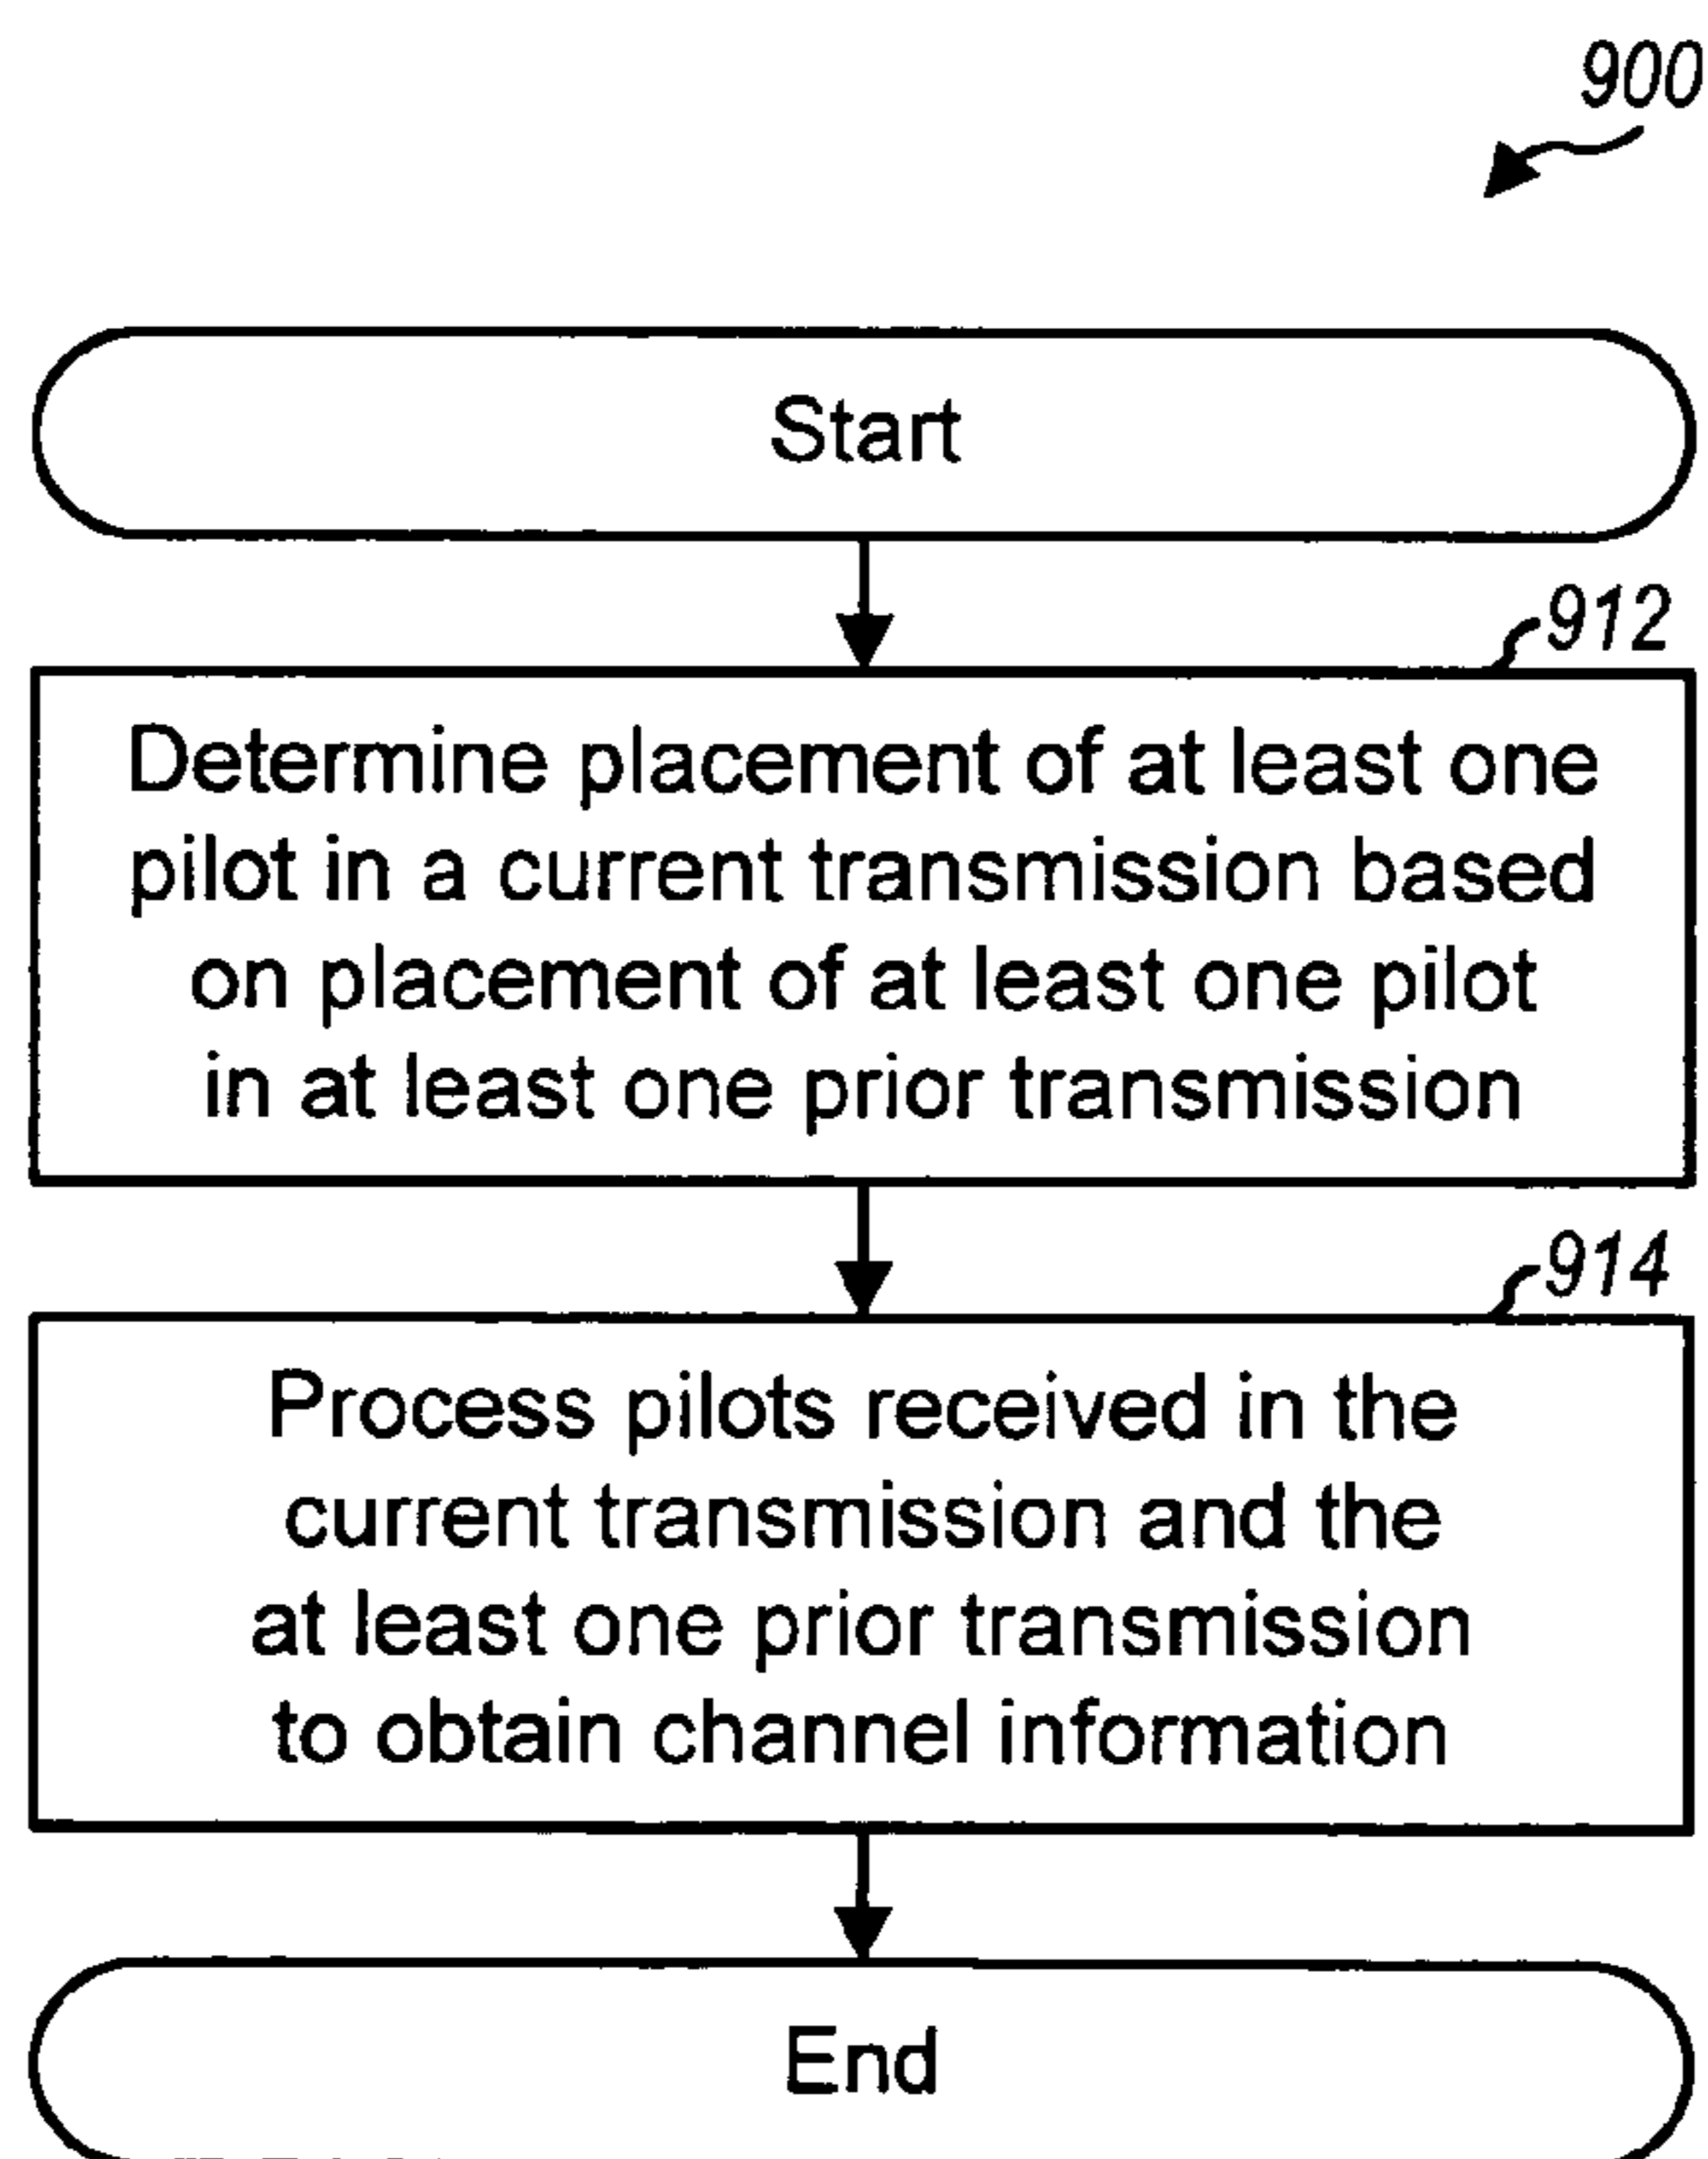 900
Start
912
Determine placement of at least one
pilot in a current transmission based
on placement of at least one pilot
in at least one prior transmission
914
Process pilots received in the
current transmission and the
at least one prior transmission
to obtain channel information
End